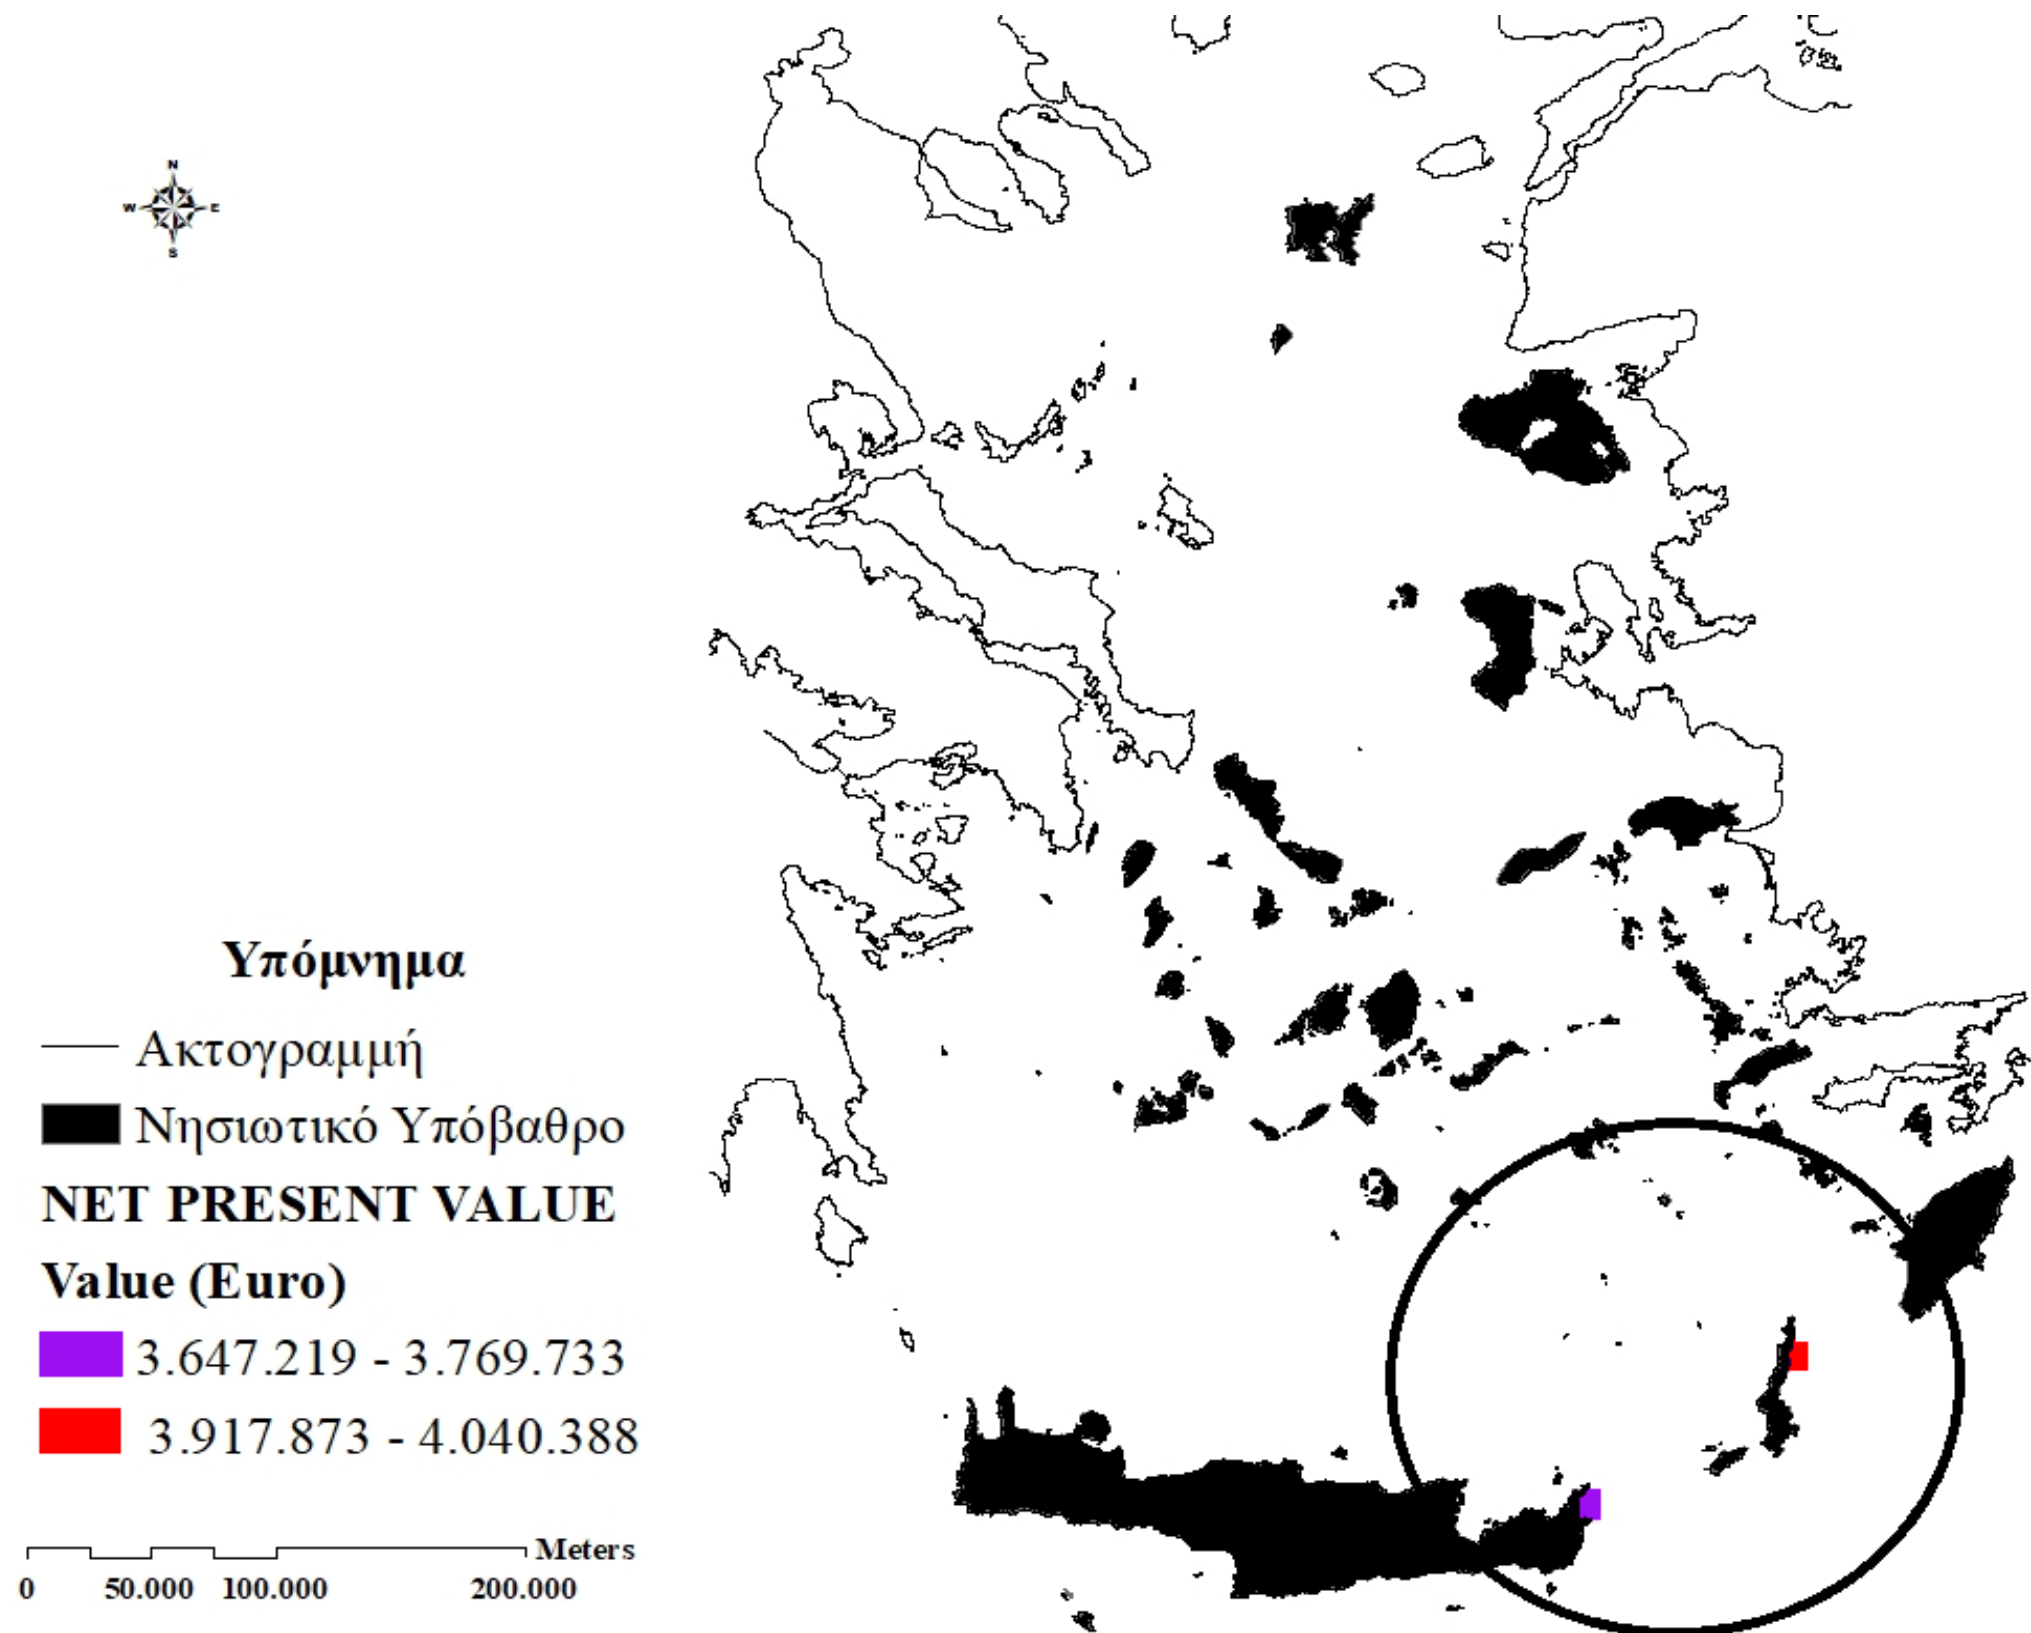 N
W E
S
Υπόμνημα
Ακτογραμμή
Νησιωτικό Υπόβαθρο
NET PRESENT VALUE
Value (Euro)
3.647.219 - 3.769.733
3.917.873 - 4.040.388
Meters
0 50.000 100.000 200.000